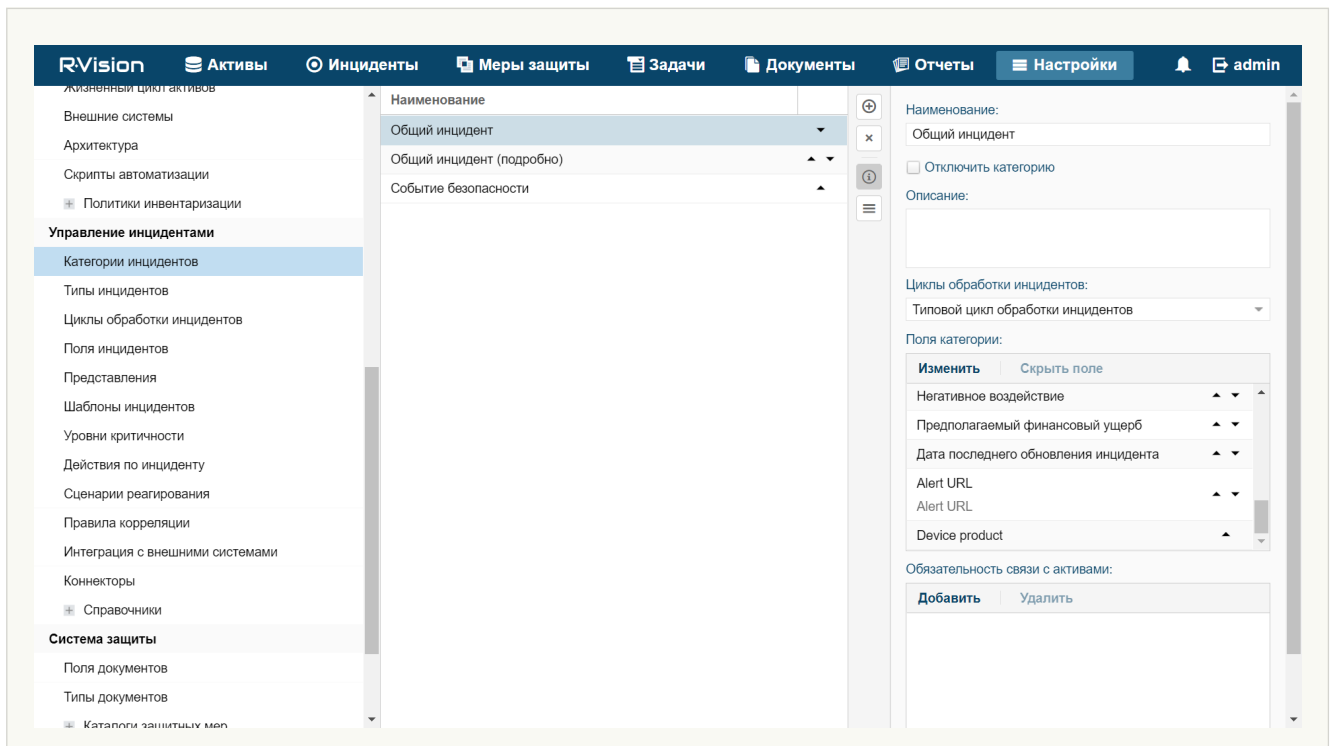 R·Vision Активы Инциденты Меры защиты Задачи Документы Отчеты Настройки admin
Жизненный цикл активов
Внешние системы
Архитектура
Скрипты автоматизации
Политики инвентаризации
Управление инцидентами
Категории инцидентов
Типы инцидентов
Циклы обработки инцидентов
Поля инцидентов
Представления
Шаблоны инцидентов
Уровни критичности
Действия по инциденту
Сценарии реагирования
Правила корреляции
Интеграция с внешними системами
Коннекторы
Справочники
Система защиты
Поля документов
Типы документов
Каталоги защитных мер
Наименование
Общий инцидент
Общий инцидент (подробно)
Событие безопасности
Наименование:
Общий инцидент
Отключить категорию
Описание:
Циклы обработки инцидентов:
Типовой цикл обработки инцидентов
Поля категории:
Изменить Скрыть поле
Негативное воздействие
Предполагаемый финансовый ущерб
Дата последнего обновления инцидента
Alert URL
Alert URL
Device product
Обязательность связи с активами:
Добавить Удалить